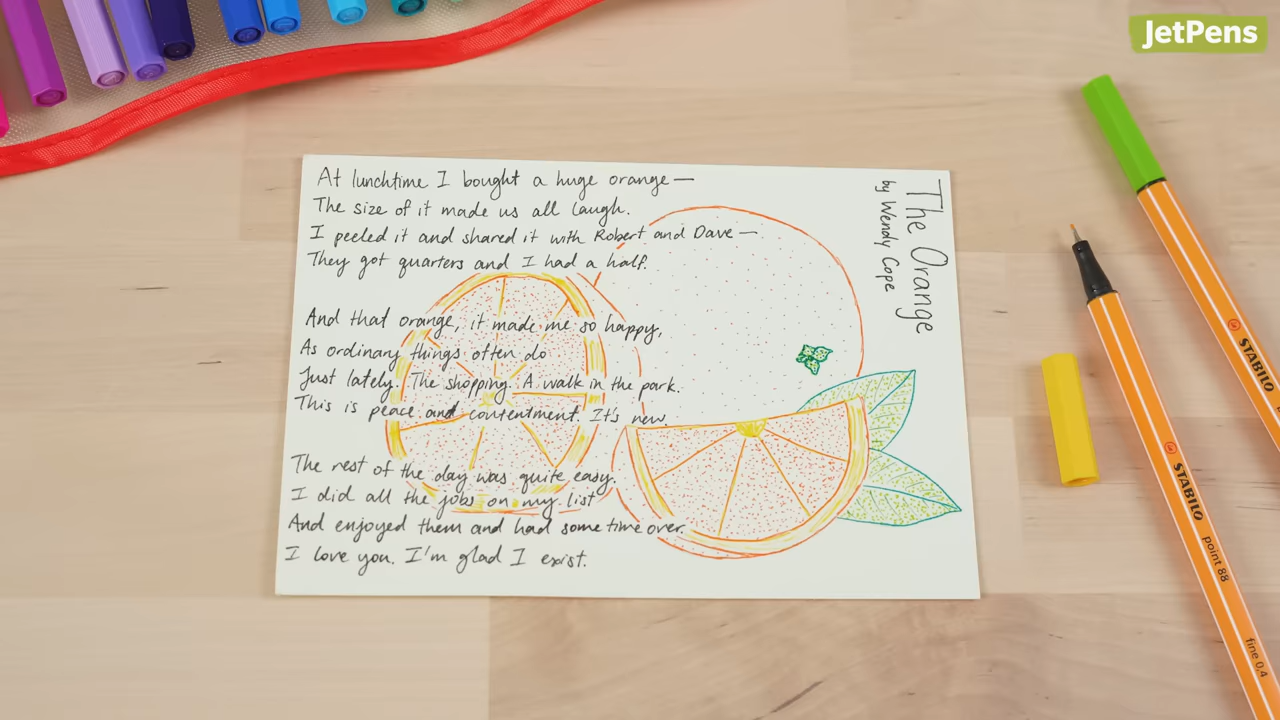 JetPens
At lunchtime I bought a huge orange—
The size of it made us all laugh.
I peeled it and shared it with Robert and Dave—
They got quarters and I had a half.
And that orange, it made me so happy,
As ordinary things often do
Just lately. The shopping. A walk in the park.
This is peace and contentment. It's new.
The rest of the day was quite easy.
I did all the jobs on my list
And enjoyed them and had some time over.
I love you. I'm glad I exist.
The Orange
by Wendy Cope
STABILO
STABILO point 88 fine 0,4